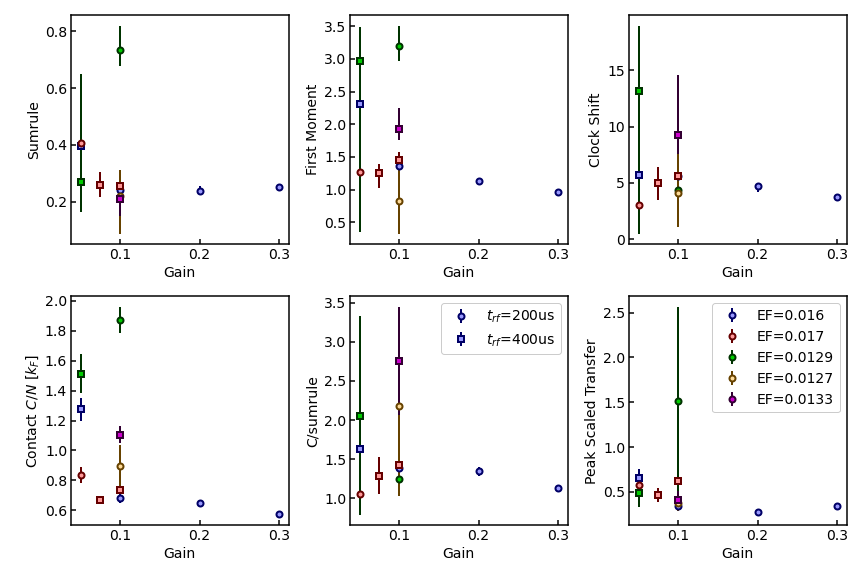 Sumrule
0.8
0.6
0.4
0.2
0.1
0.2
0.3
Gain
First Moment
3.5
3.0
2.5
2.0
1.5
1.0
0.5
0.1
0.2
0.3
Gain
Clock Shift
15
10
5
0
0.1
0.2
0.3
Gain
Contact C/N [k_F]
2.0
1.8
1.6
1.4
1.2
1.0
0.8
0.6
0.1
0.2
0.3
Gain
C/sumrule
3.5
3.0
2.5
2.0
1.5
1.0
t_rf=200us
t_rf=400us
0.1
0.2
0.3
Gain
Peak Scaled Transfer
2.5
2.0
1.5
1.0
0.5
EF=0.016
EF=0.017
EF=0.0129
EF=0.0127
EF=0.0133
0.1
0.2
0.3
Gain